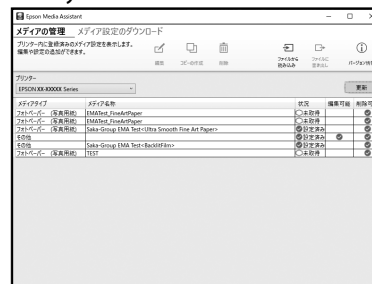 Epson Media Assistant
メディアの管理 メディア設定のダウンロード
プリンター内に登録済みのメディア設定を表示します。
編集や設定の追加ができます。
編集 コピーの作成 削除 ファイルから読み込み ファイルに書き出し バージョン情報
プリンター
EPSON XX-XXXXX Series 更新
メディアタイプ メディア名称 状況 編集可能 削除可
フォトペーパー (写真用紙) EMATest_FineArtPaper 未取得
フォトペーパー (写真用紙) EMATest_FineArtPaper 未取得
フォトペーパー (写真用紙) Saka-Group EMA Test<Ultra Smooth Fine Art Paper> 設定済み
その他 設定済み
その他 Saka-Group EMA Test<BacklitFilm> 設定済み
フォトペーパー (写真用紙) TEST 未取得